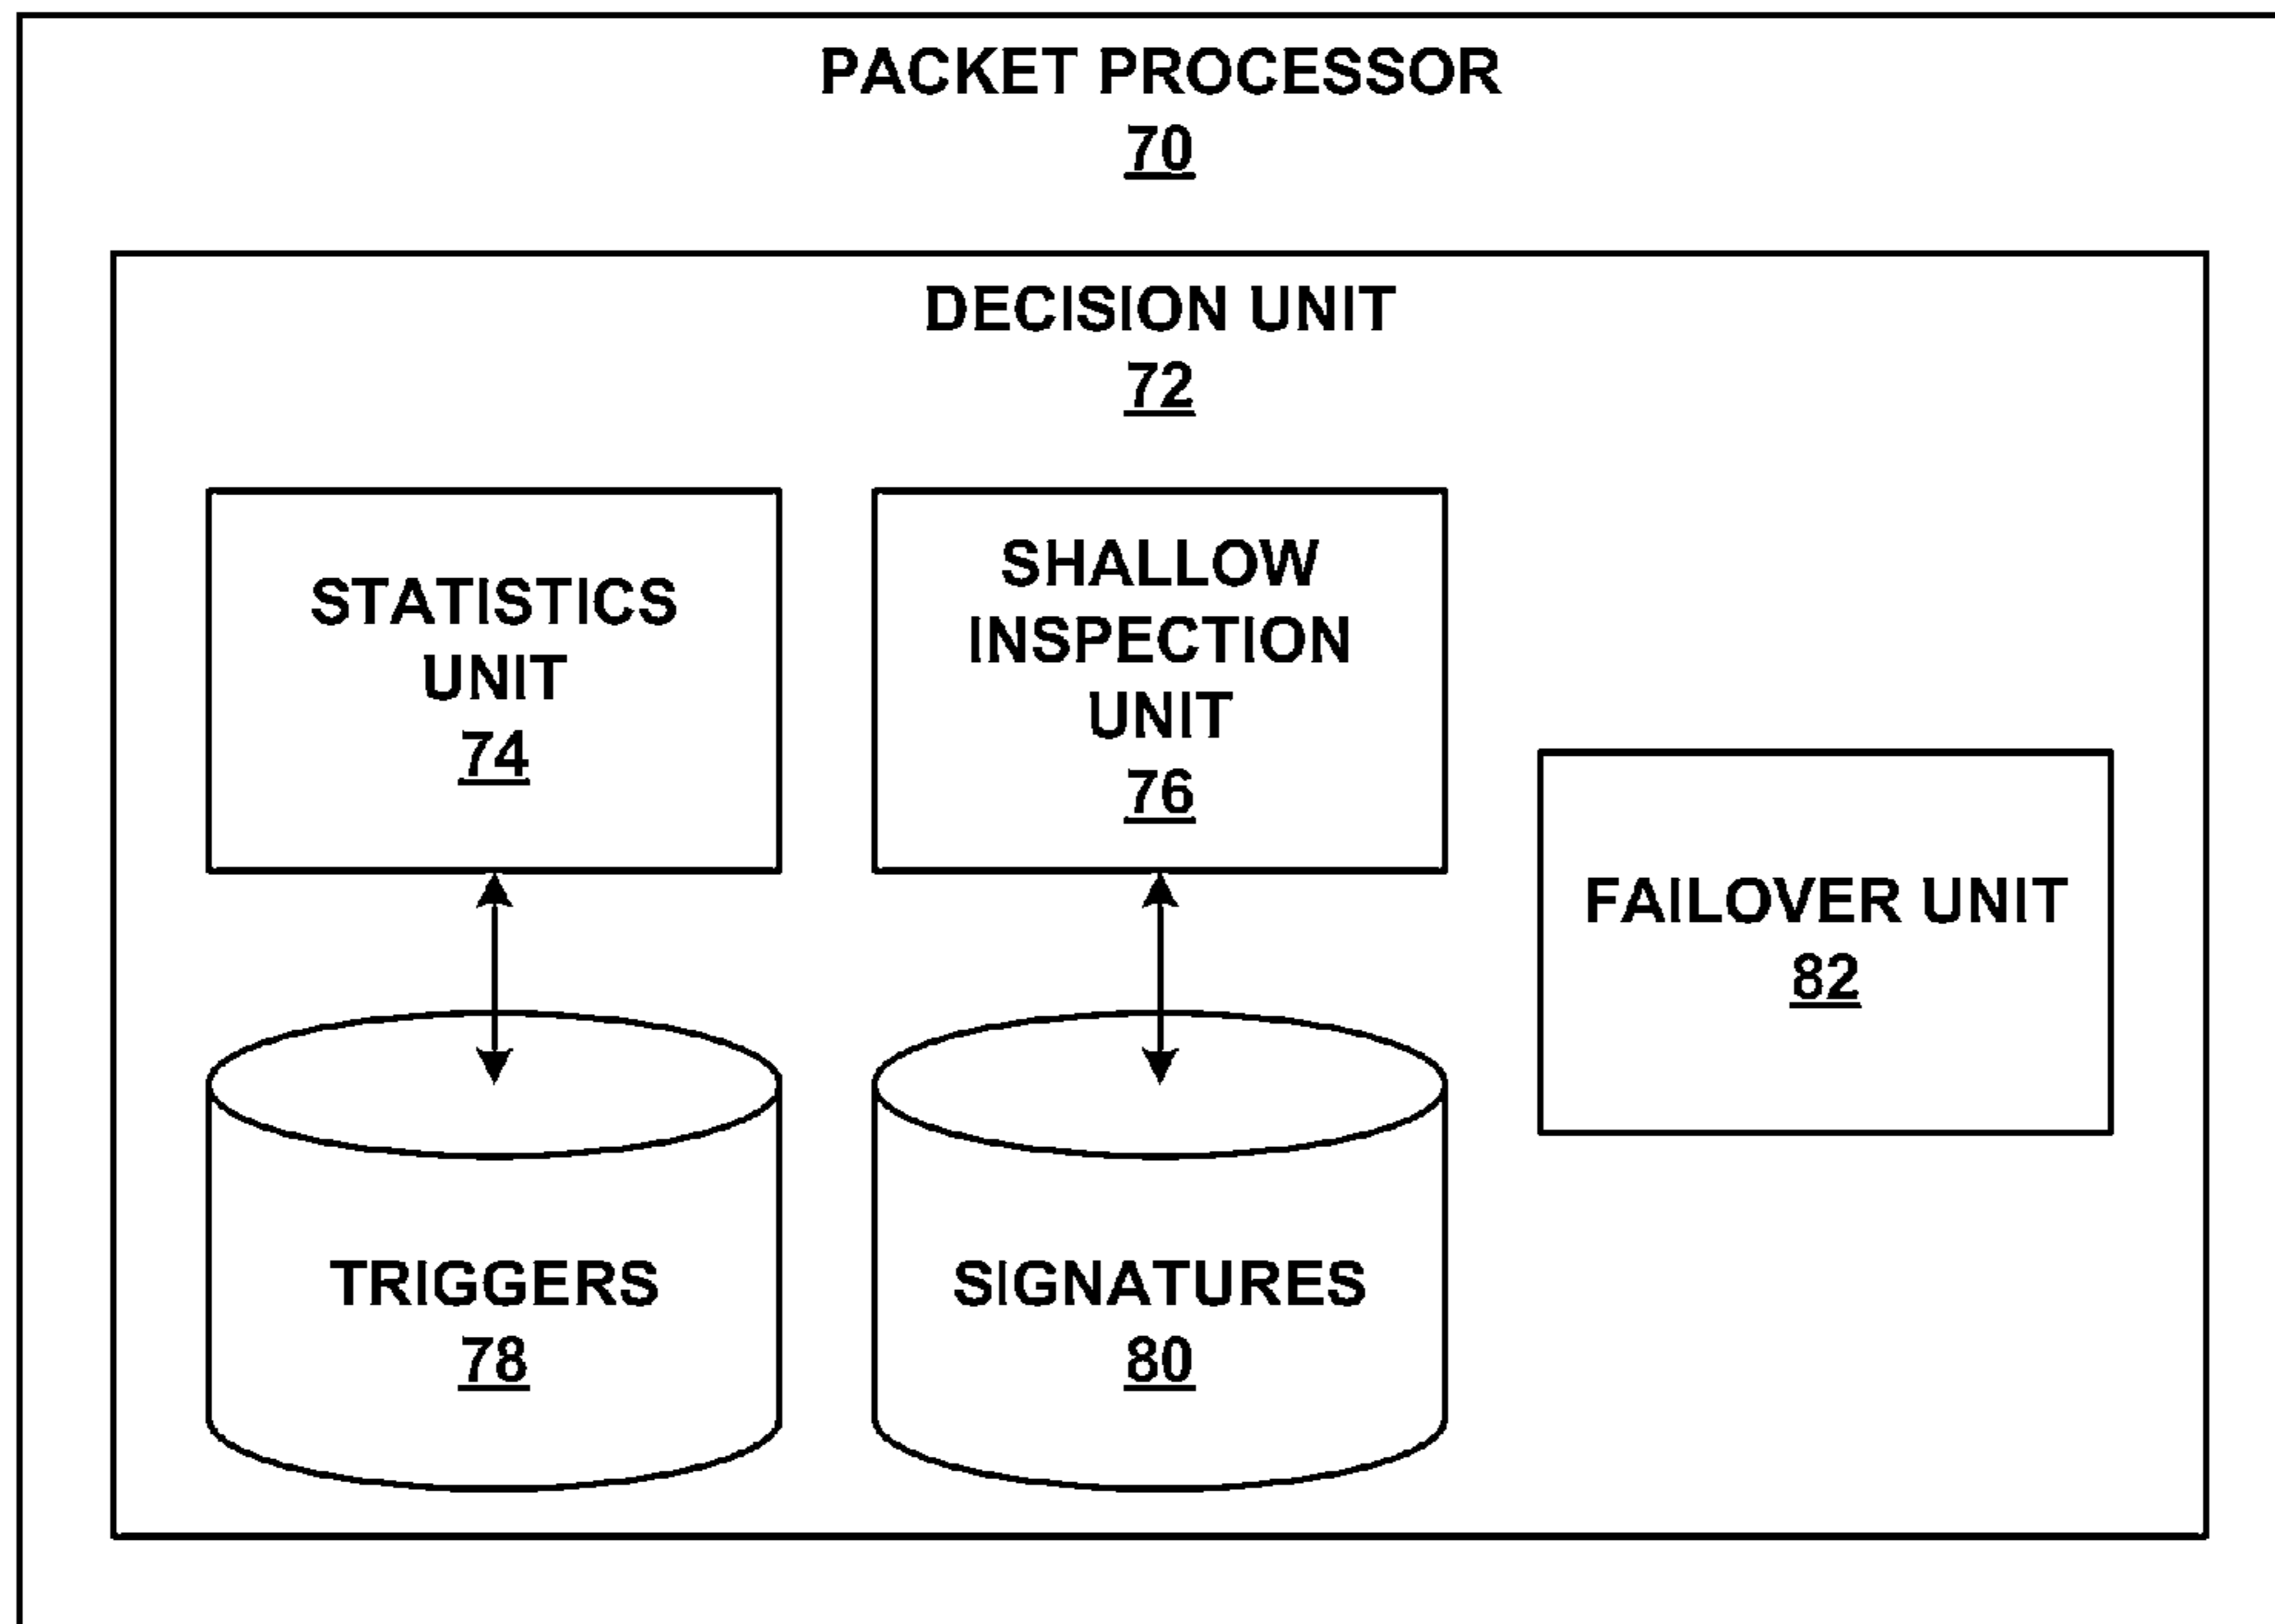 PACKET PROCESSOR
70
DECISION UNIT
72
STATISTICS
UNIT
74
SHALLOW
INSPECTION
UNIT
76
FAILOVER UNIT
82
TRIGGERS
78
SIGNATURES
80